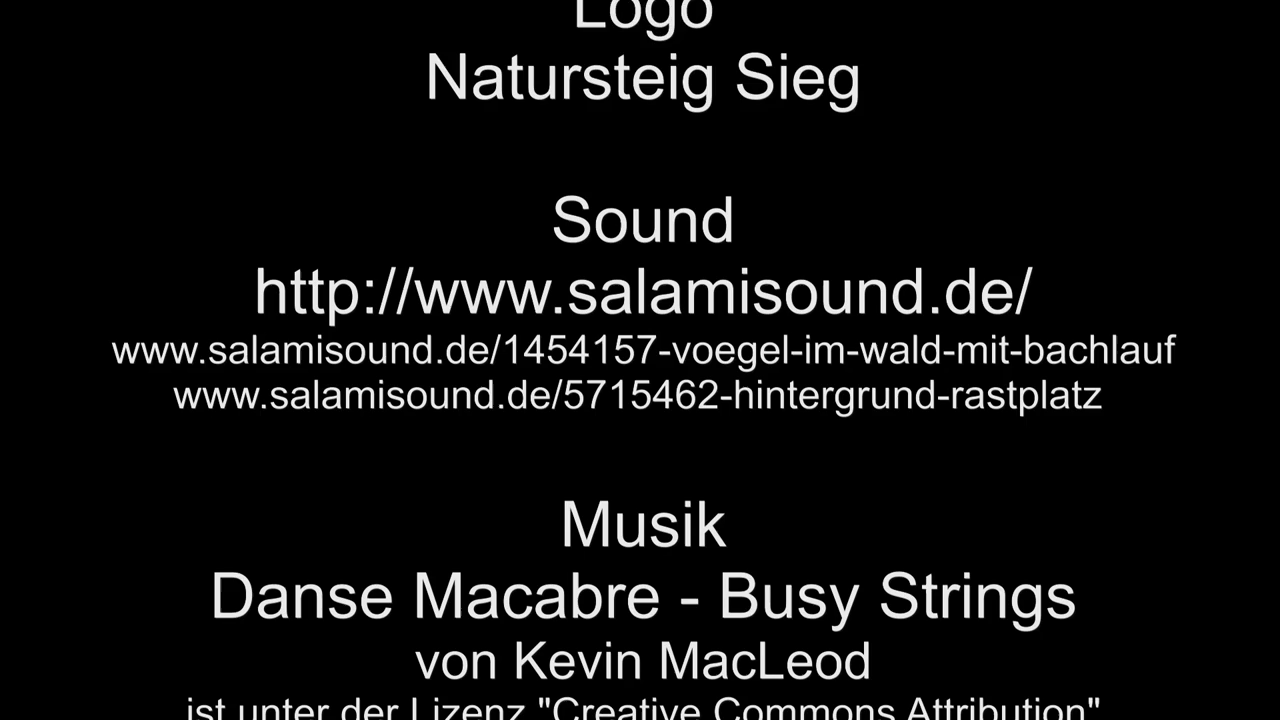 Logo
Natursteig Sieg
Sound
http://www.salamisound.de/
www.salamisound.de/1454157-voegel-im-wald-mit-bachlauf
www.salamisound.de/5715462-hintergrund-rastplatz
Musik
Danse Macabre - Busy Strings
von Kevin MacLeod
ist unter der Lizenz "Creative Commons Attribution"